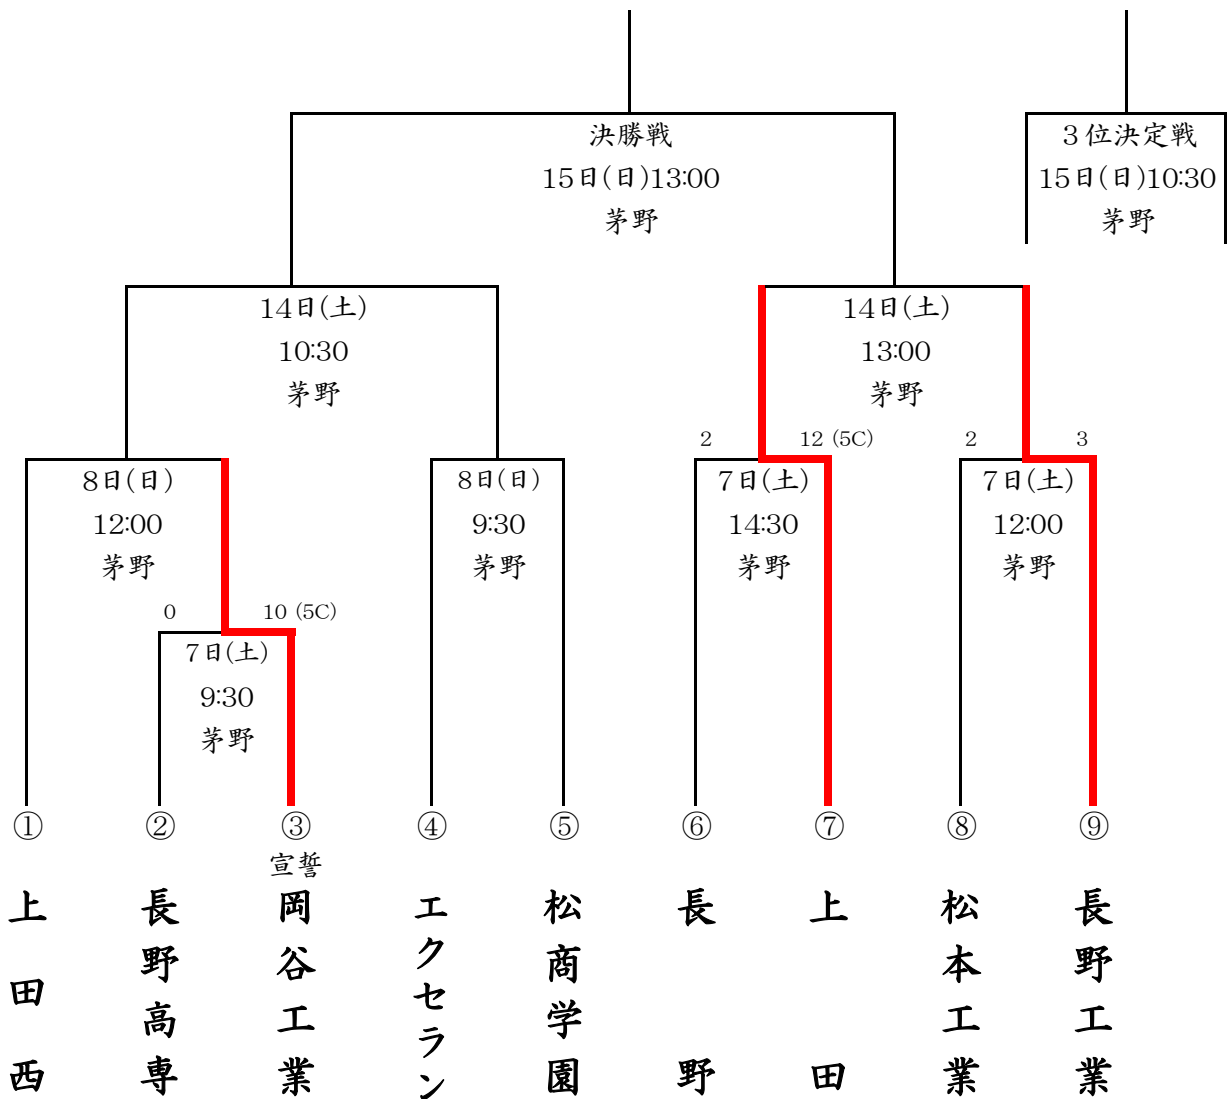 決勝戦
15日(日)13:00
茅野
３位決定戦
15日(日)10:30
茅野
14日(土)
10:30
茅野
14日(土)
13:00
茅野
2
12 (5C)
2
3
8日(日)
12:00
茅野
8日(日)
9:30
茅野
7日(土)
14:30
茅野
7日(土)
12:00
茅野
0
10 (5C)
7日(土)
9:30
茅野
①
②
③
④
⑤
⑥
⑦
⑧
⑨
宣誓
上田西
長野高専
岡谷工業
エクセラン
松商学園
長野
上田
松本工業
長野工業